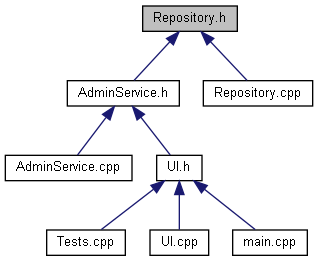 Repository.h
AdminService.h
Repository.cpp
AdminService.cpp
UI.h
Tests.cpp
UI.cpp
main.cpp